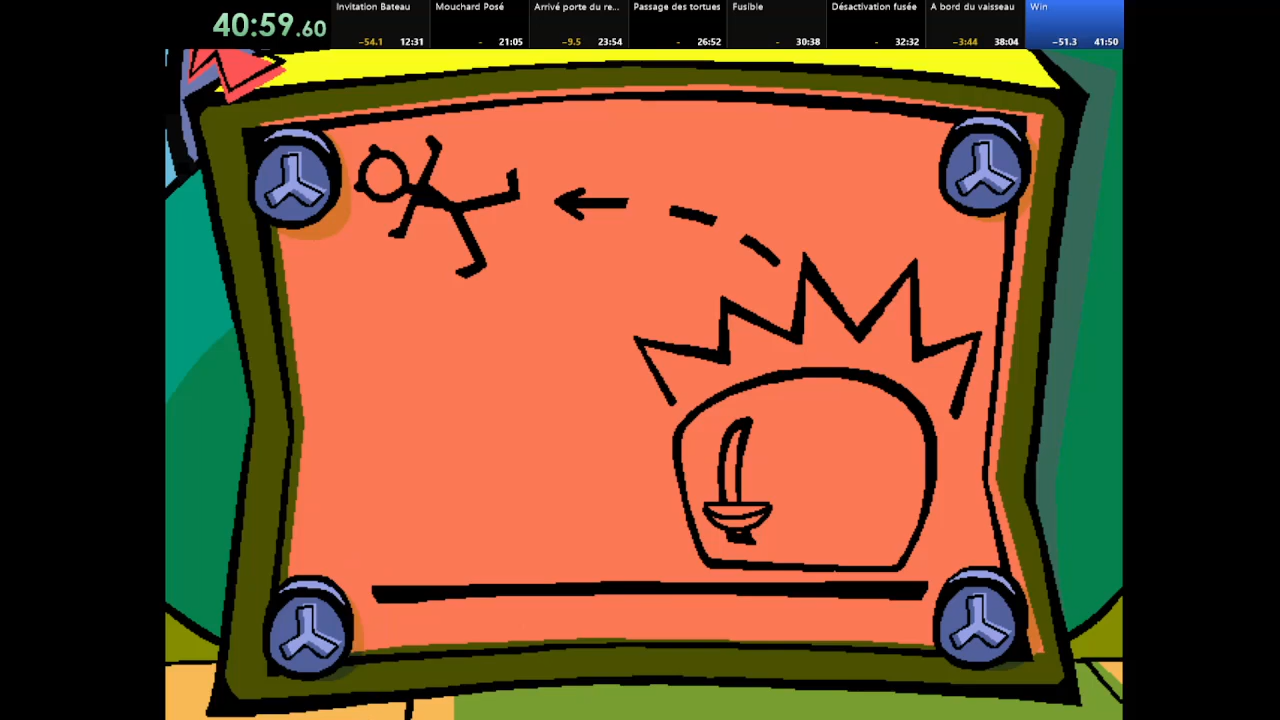 40:59.60
Invitation Bateau
−54.1 12:31
Mouchard Posé
- 21:05
Arrivé porte du re...
−9.5 23:54
Passage des tortues
- 26:52
Fusible
- 30:38
Désactivation fusée
- 32:32
A bord du vaisseau
−3:44 38:04
Win
−51.3 41:50